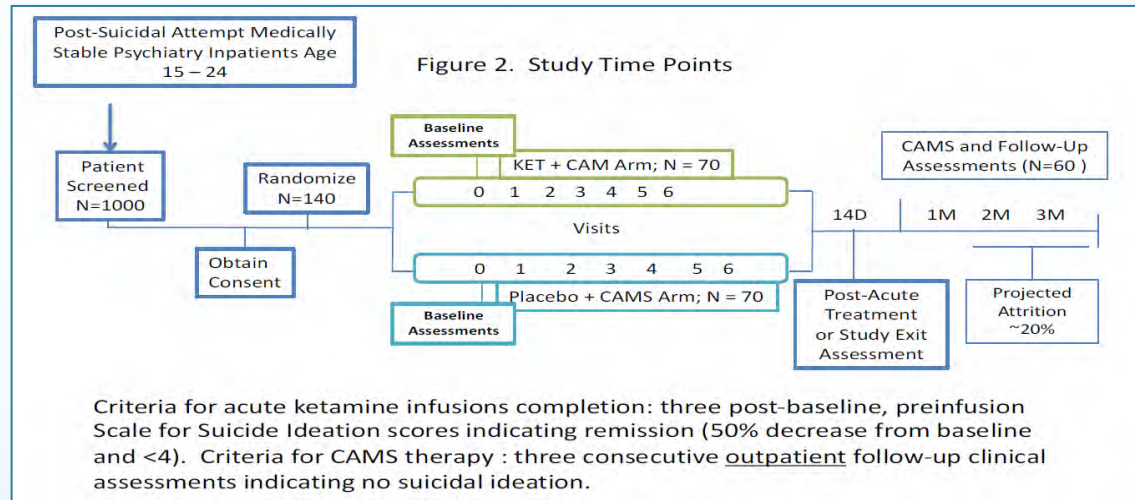 Post-Suicidal Attempt Medically
Stable Psychiatry Inpatients Age
15 – 24
Figure 2. Study Time Points
Patient
Screened
N=1000
Obtain
Consent
Randomize
N=140
Baseline
Assessments
KET + CAM Arm; N = 70
0 1 2 3 4 5 6
Visits
0 1 2 3 4 5 6
Placebo + CAMS Arm; N = 70
Baseline
Assessments
CAMS and Follow-Up
Assessments (N=60 )
14D 1M 2M 3M
Post-Acute
Treatment
or Study Exit
Assessment
Projected
Attrition
~20%
Criteria for acute ketamine infusions completion: three post-baseline, preinfusion
Scale for Suicide Ideation scores indicating remission (50% decrease from baseline
and <4). Criteria for CAMS therapy : three consecutive outpatient follow-up clinical
assessments indicating no suicidal ideation.